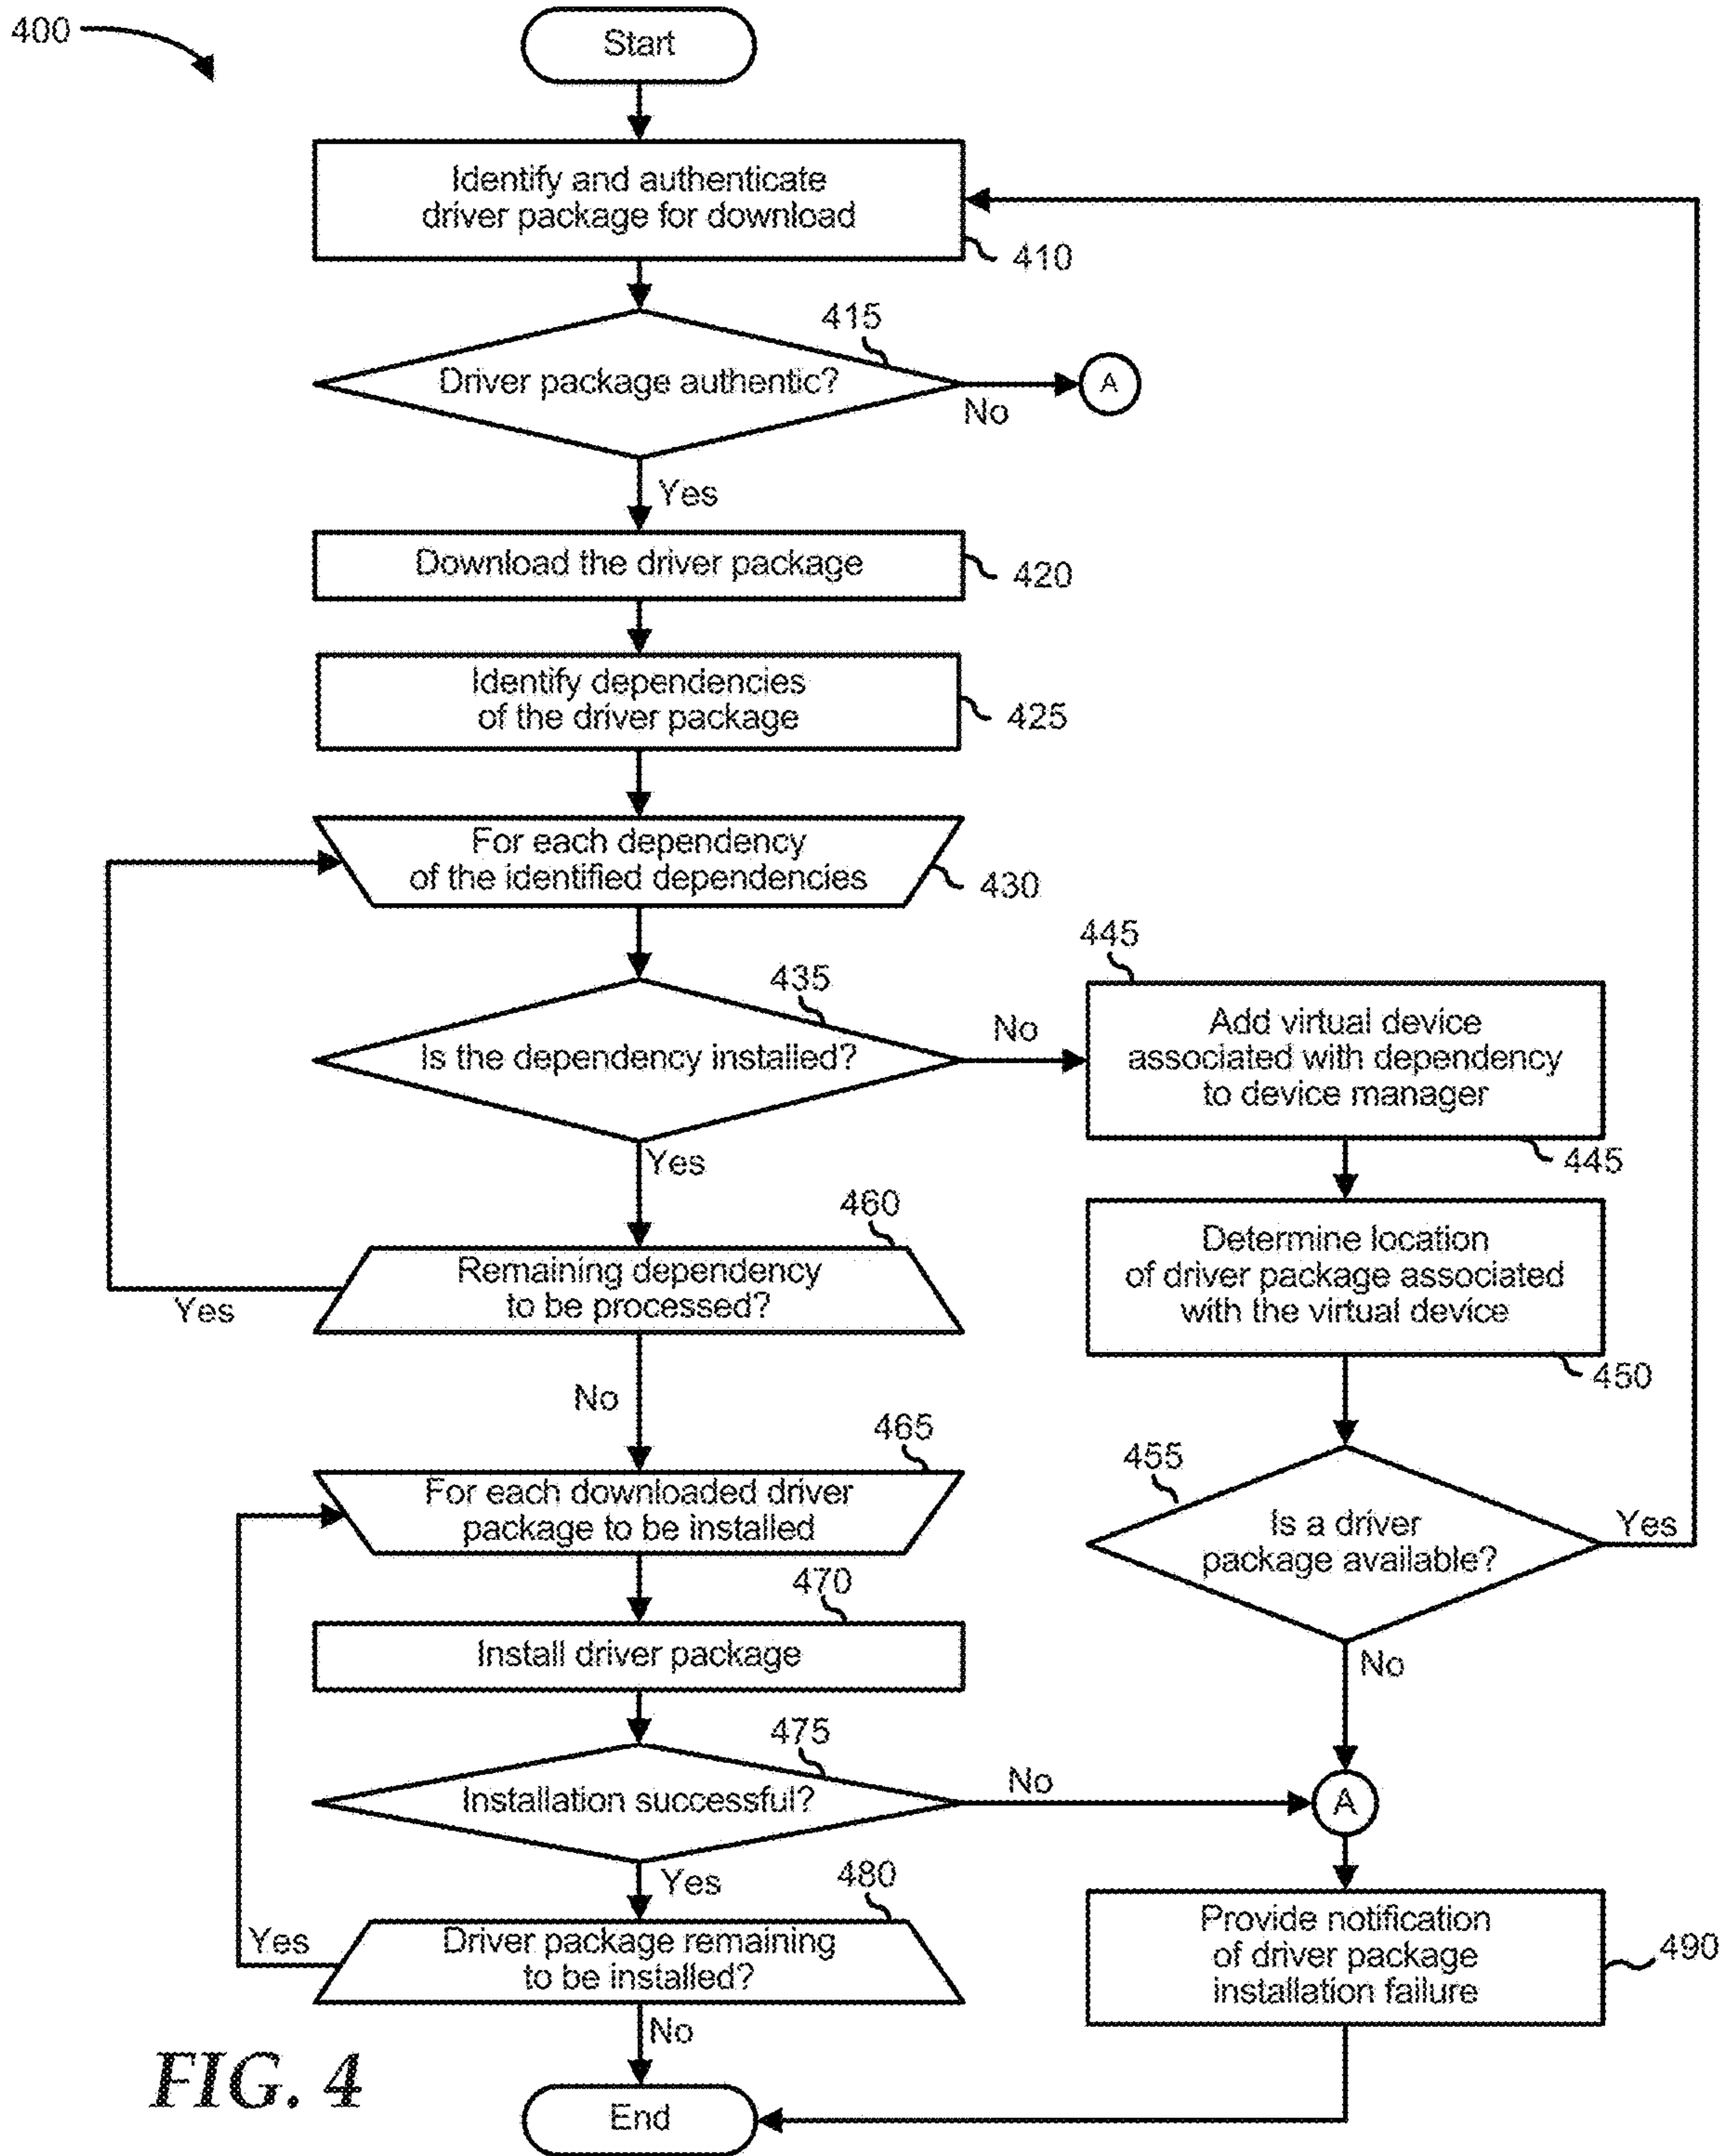 400
Start
Identify and authenticate
driver package for download
410
415
Driver package authentic?
No
A
Yes
Download the driver package
420
Identify dependencies
of the driver package
425
For each dependency
of the identified dependencies
430
435
Is the dependency installed?
No
445
Add virtual device
associated with dependency
to device manager
445
Yes
460
Remaining dependency
to be processed?
Yes
Determine location
of driver package associated
with the virtual device
450
No
455
Is a driver
package available?
Yes
No
465
For each downloaded driver
package to be installed
470
Install driver package
475
Installation successful?
No
A
Yes
480
Driver package remaining
to be installed?
Yes
Provide notification
of driver package
installation failure
490
No
End
FIG. 4